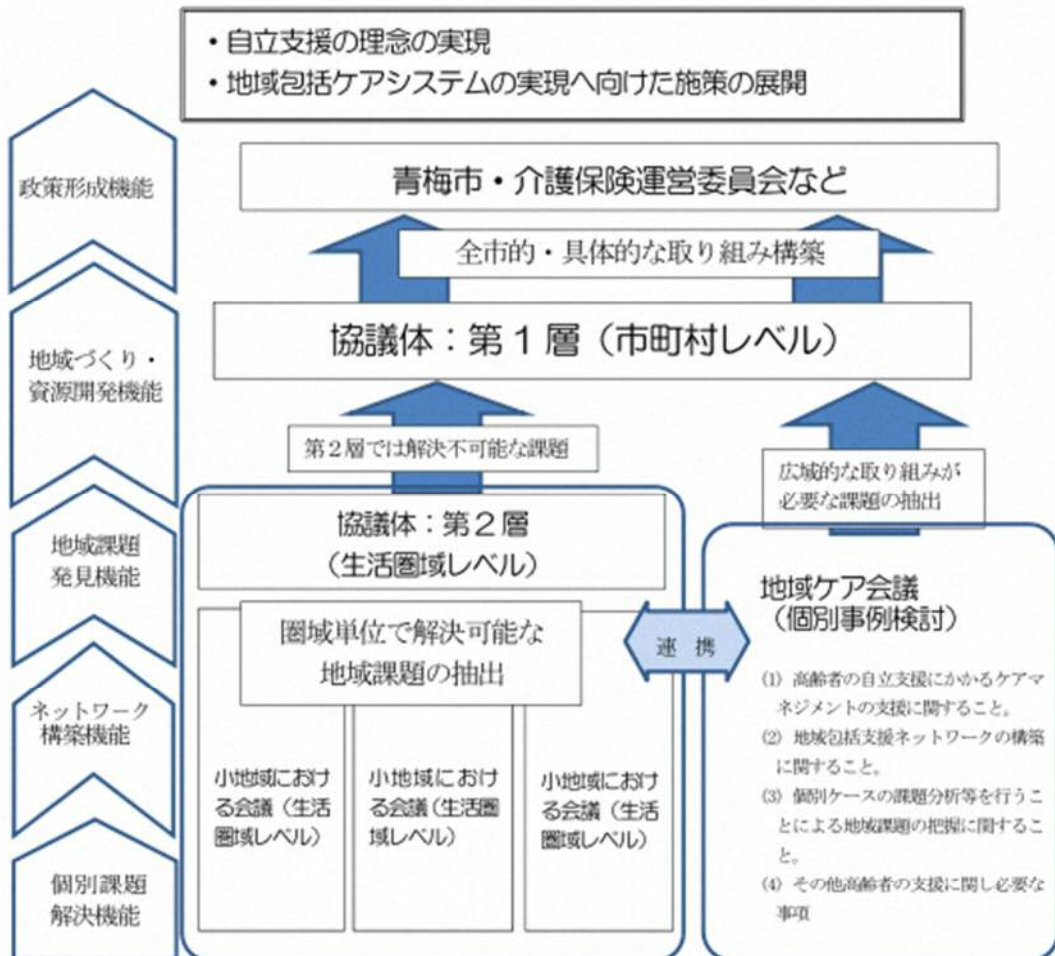 ・自立支援の理念の実現
・地域包括ケアシステムの実現へ向けた施策の展開
政策形成機能
青梅市・介護保険運営委員会など
全市的・具体的な取り組み構築
地域づくり・
資源開発機能
協議体：第１層（市町村レベル）
第２層では解決不可能な課題
広域的な取り組みが
必要な課題の抽出
地域課題
発見機能
協議体：第２層
（生活圏域レベル）
圏域単位で解決可能な
地域課題の抽出
連 携
地域ケア会議
（個別事例検討）
(1) 高齢者の自立支援にかかるケアマ
ネジメントの支援に関すること。
(2) 地域包括支援ネットワークの構築
に関すること。
(3) 個別ケースの課題分析等を行うこ
とによる地域課題の把握に関するこ
と。
(4) その他高齢者の支援に関し必要な
事項
ネットワーク
構築機能
小地域におけ
る会議（生活
圏域レベル）
小地域におけ
る会議（生活圏
域レベル）
小地域におけ
る会議（生活
圏域レベル）
個別課題
解決機能